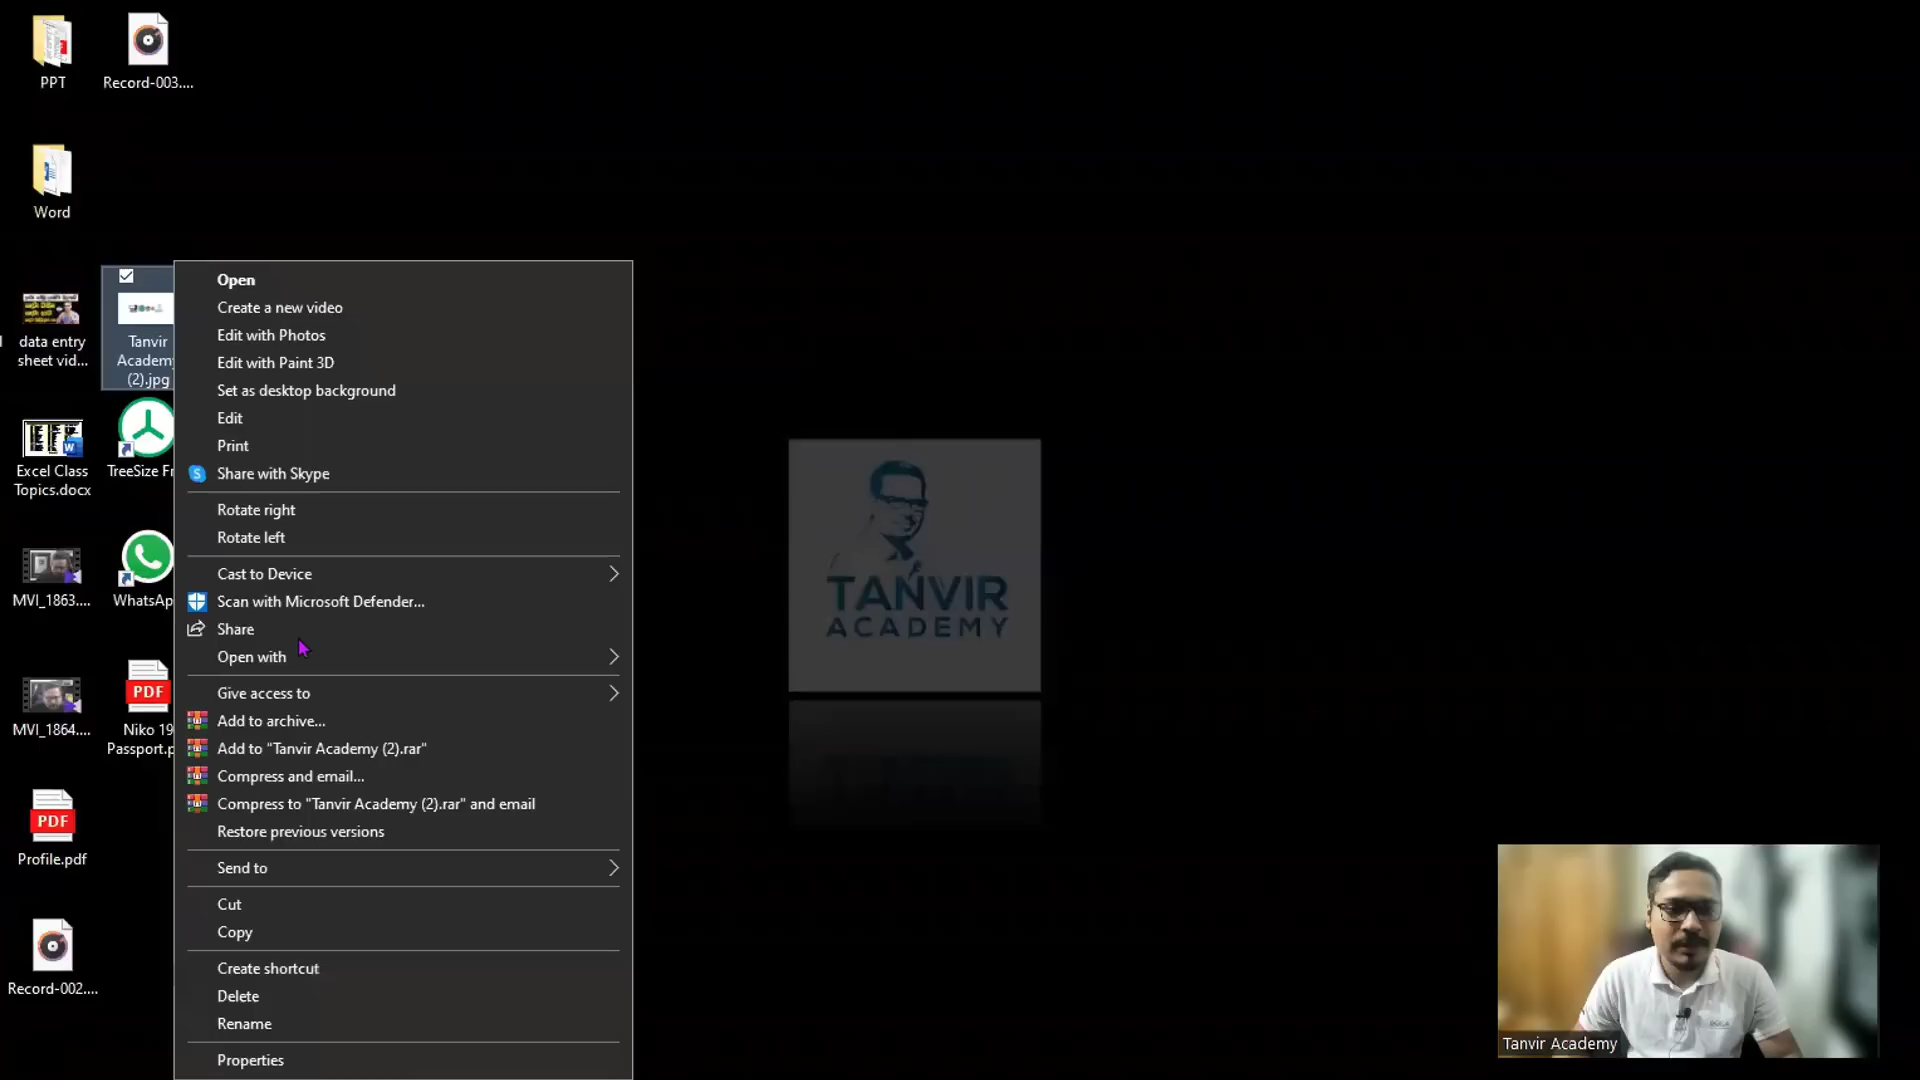 PPT
Record-003....
Word
data entry
sheet vid...
Tanvir
Academy
(2).jpg
Excel Class
Topics.docx
TreeSize Fr
MVI_1863....
WhatsAp
MVI_1864....
PDF
Niko 19
Passport.p
PDF
Profile.pdf
Record-002....
Open
Create a new video
Edit with Photos
Edit with Paint 3D
Set as desktop background
Edit
Print
Share with Skype
Rotate right
Rotate left
Cast to Device
Scan with Microsoft Defender...
Share
Open with
Give access to
Add to archive...
Add to "Tanvir Academy (2).rar"
Compress and email...
Compress to "Tanvir Academy (2).rar" and email
Restore previous versions
Send to
Cut
Copy
Create shortcut
Delete
Rename
Properties
TANVIR
ACADEMY
Tanvir Academy